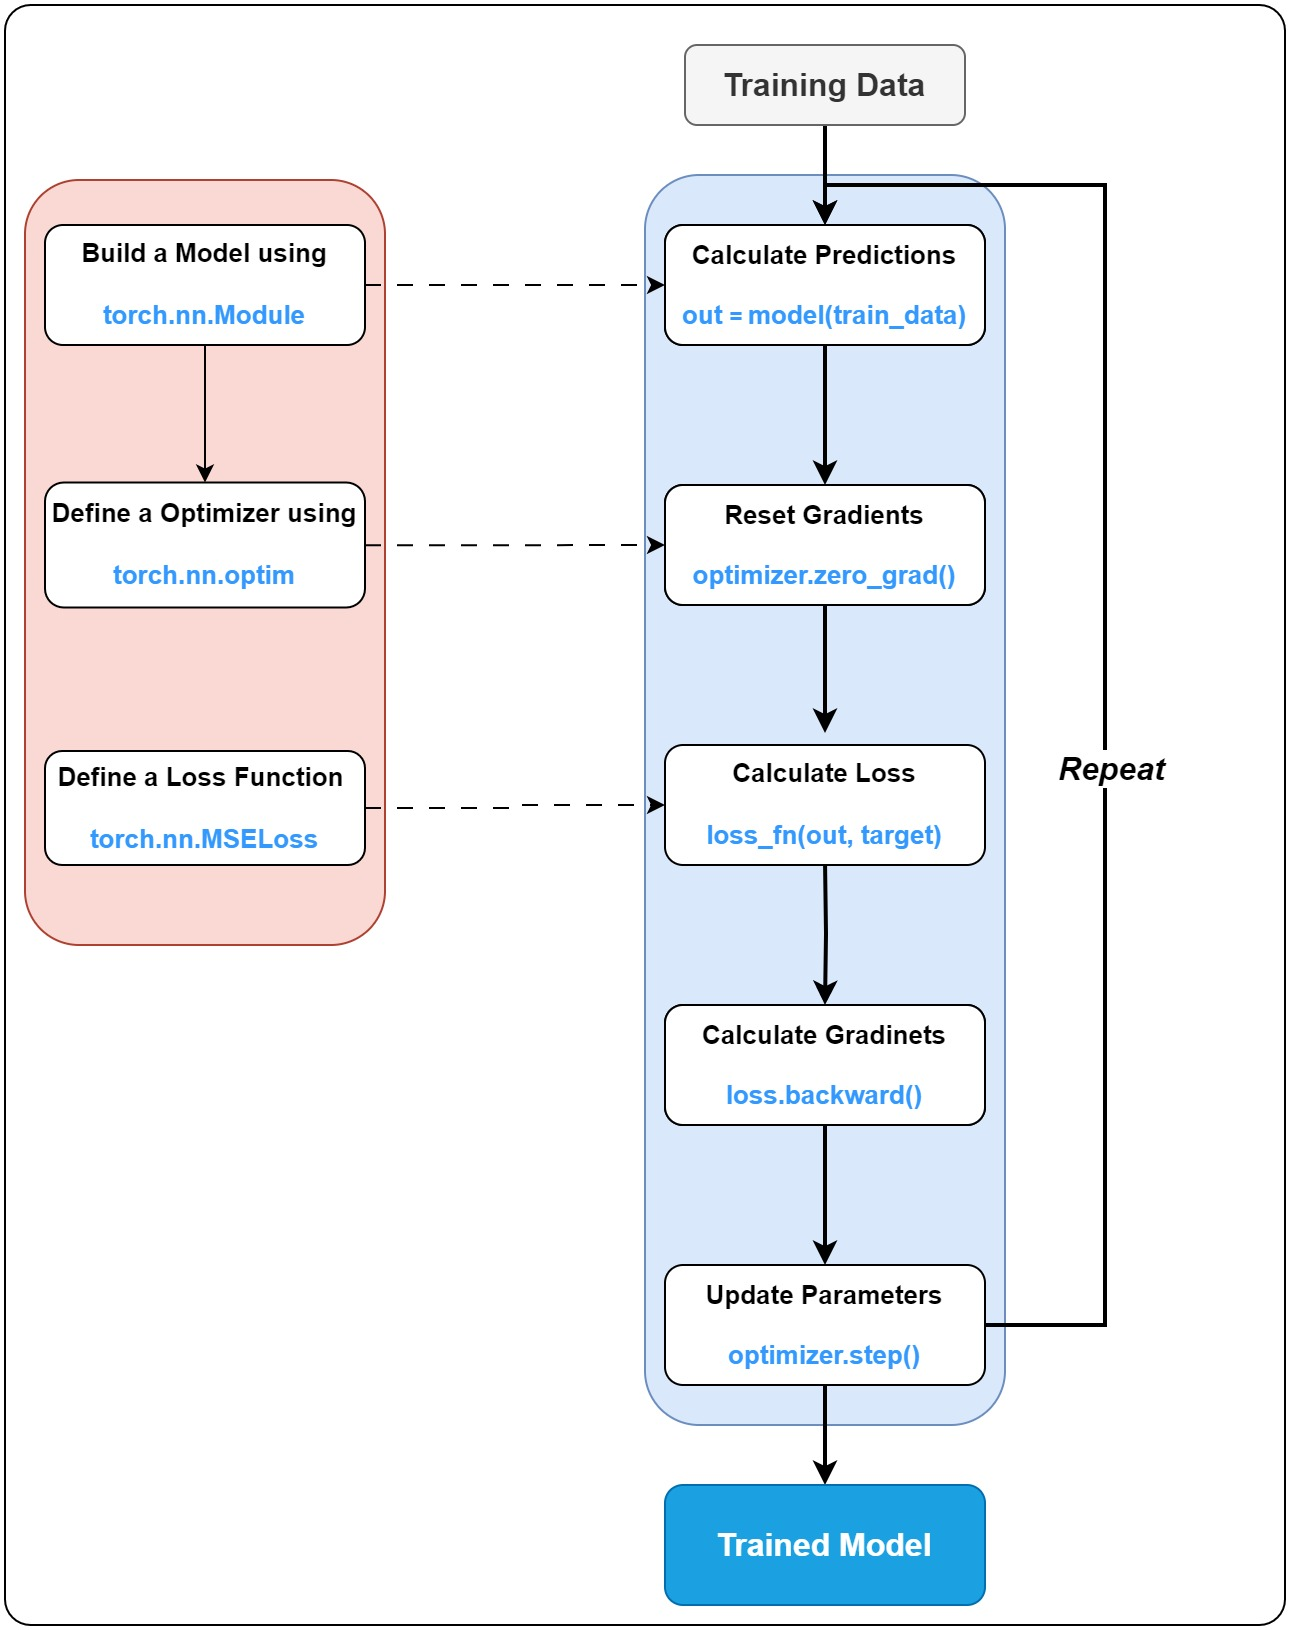 Training Data
Build a Model using
torch.nn.Module
Define a Optimizer using
torch.nn.optim
Define a Loss Function
torch.nn.MSELoss
Calculate Predictions
out = model(train_data)
Reset Gradients
optimizer.zero_grad()
Calculate Loss
loss_fn(out, target)
Calculate Gradinets
loss.backward()
Update Parameters
optimizer.step()
Repeat
Trained Model